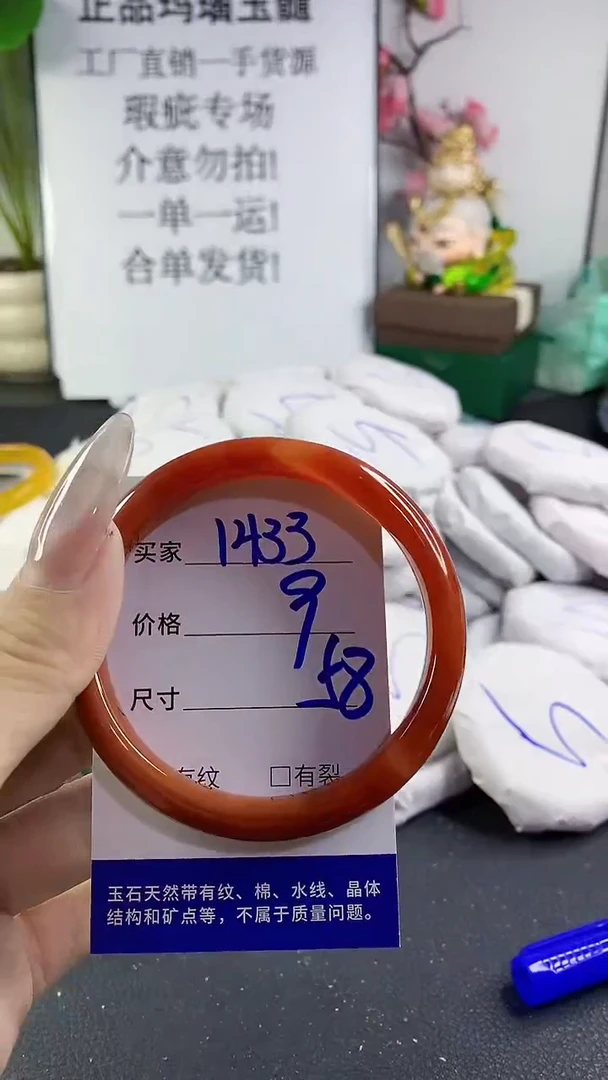 正品玛瑙玉髓
工厂直销一手货源
瑕疵专场
介意勿拍!
一单一运!
合单发货!
买家 1433
价格 9
尺寸 58
有纹 □有裂
玉石天然带有纹、棉、水线、晶体
结构和矿点等，不属于质量问题。